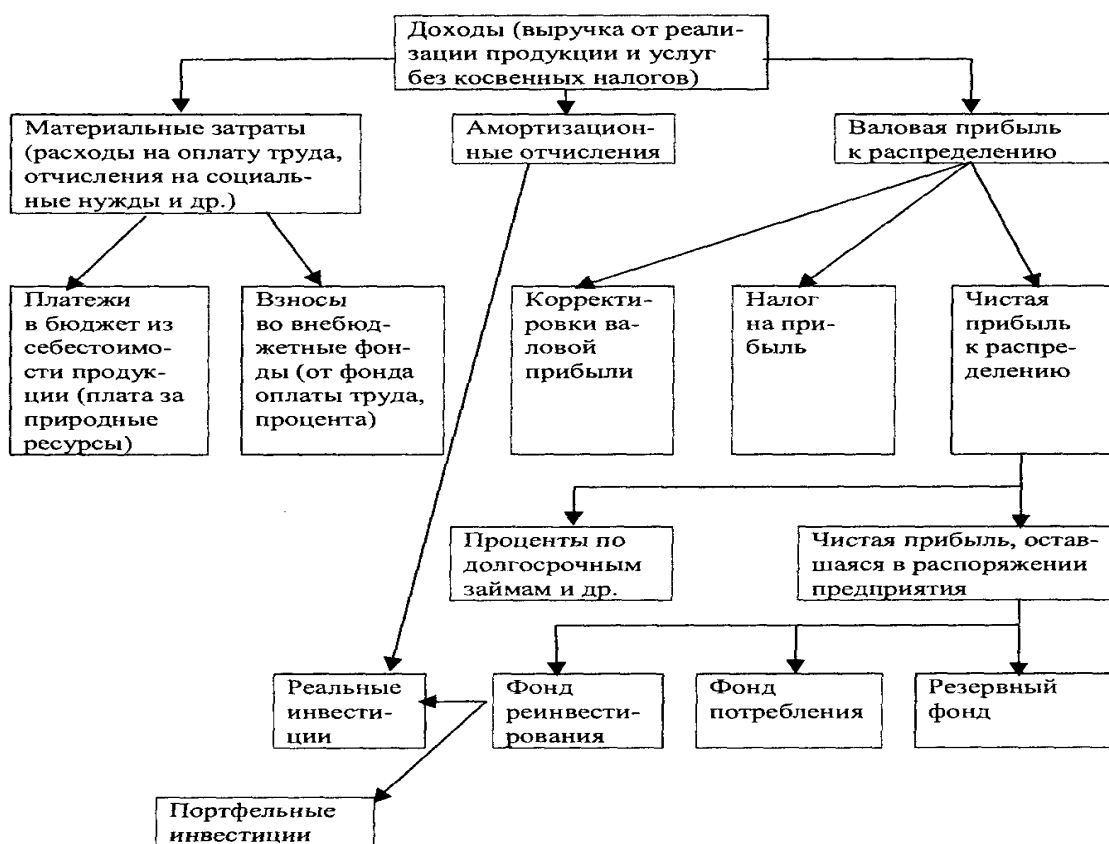 Доходы (выручка от реали-
зации продукции и услуг
без косвенных налогов)
Материальные затраты
(расходы на оплату труда,
отчисления на социаль-
ные нужды и др.)
Амортизацион-
ные отчисления
Валовая прибыль
к распределению
Платежи
в бюджет из
себестоимо-
сти продук-
ции (плата за
природные
ресурсы)
Взносы
во внебюд-
жетные фон-
ды (от фонда
оплаты труда,
процента)
Корректи-
ровки ва-
ловой
прибыли
Налог
на при-
быль
Чистая
прибыль
к распре-
делению
Проценты по
долгосрочным
займам и др.
Чистая прибыль, остав-
шаяся в распоряжении
предприятия
Реальные
инвести-
ции
Фонд
реинвести-
рования
Фонд
потребления
Резервный
фонд
Портфельные
инвестиции